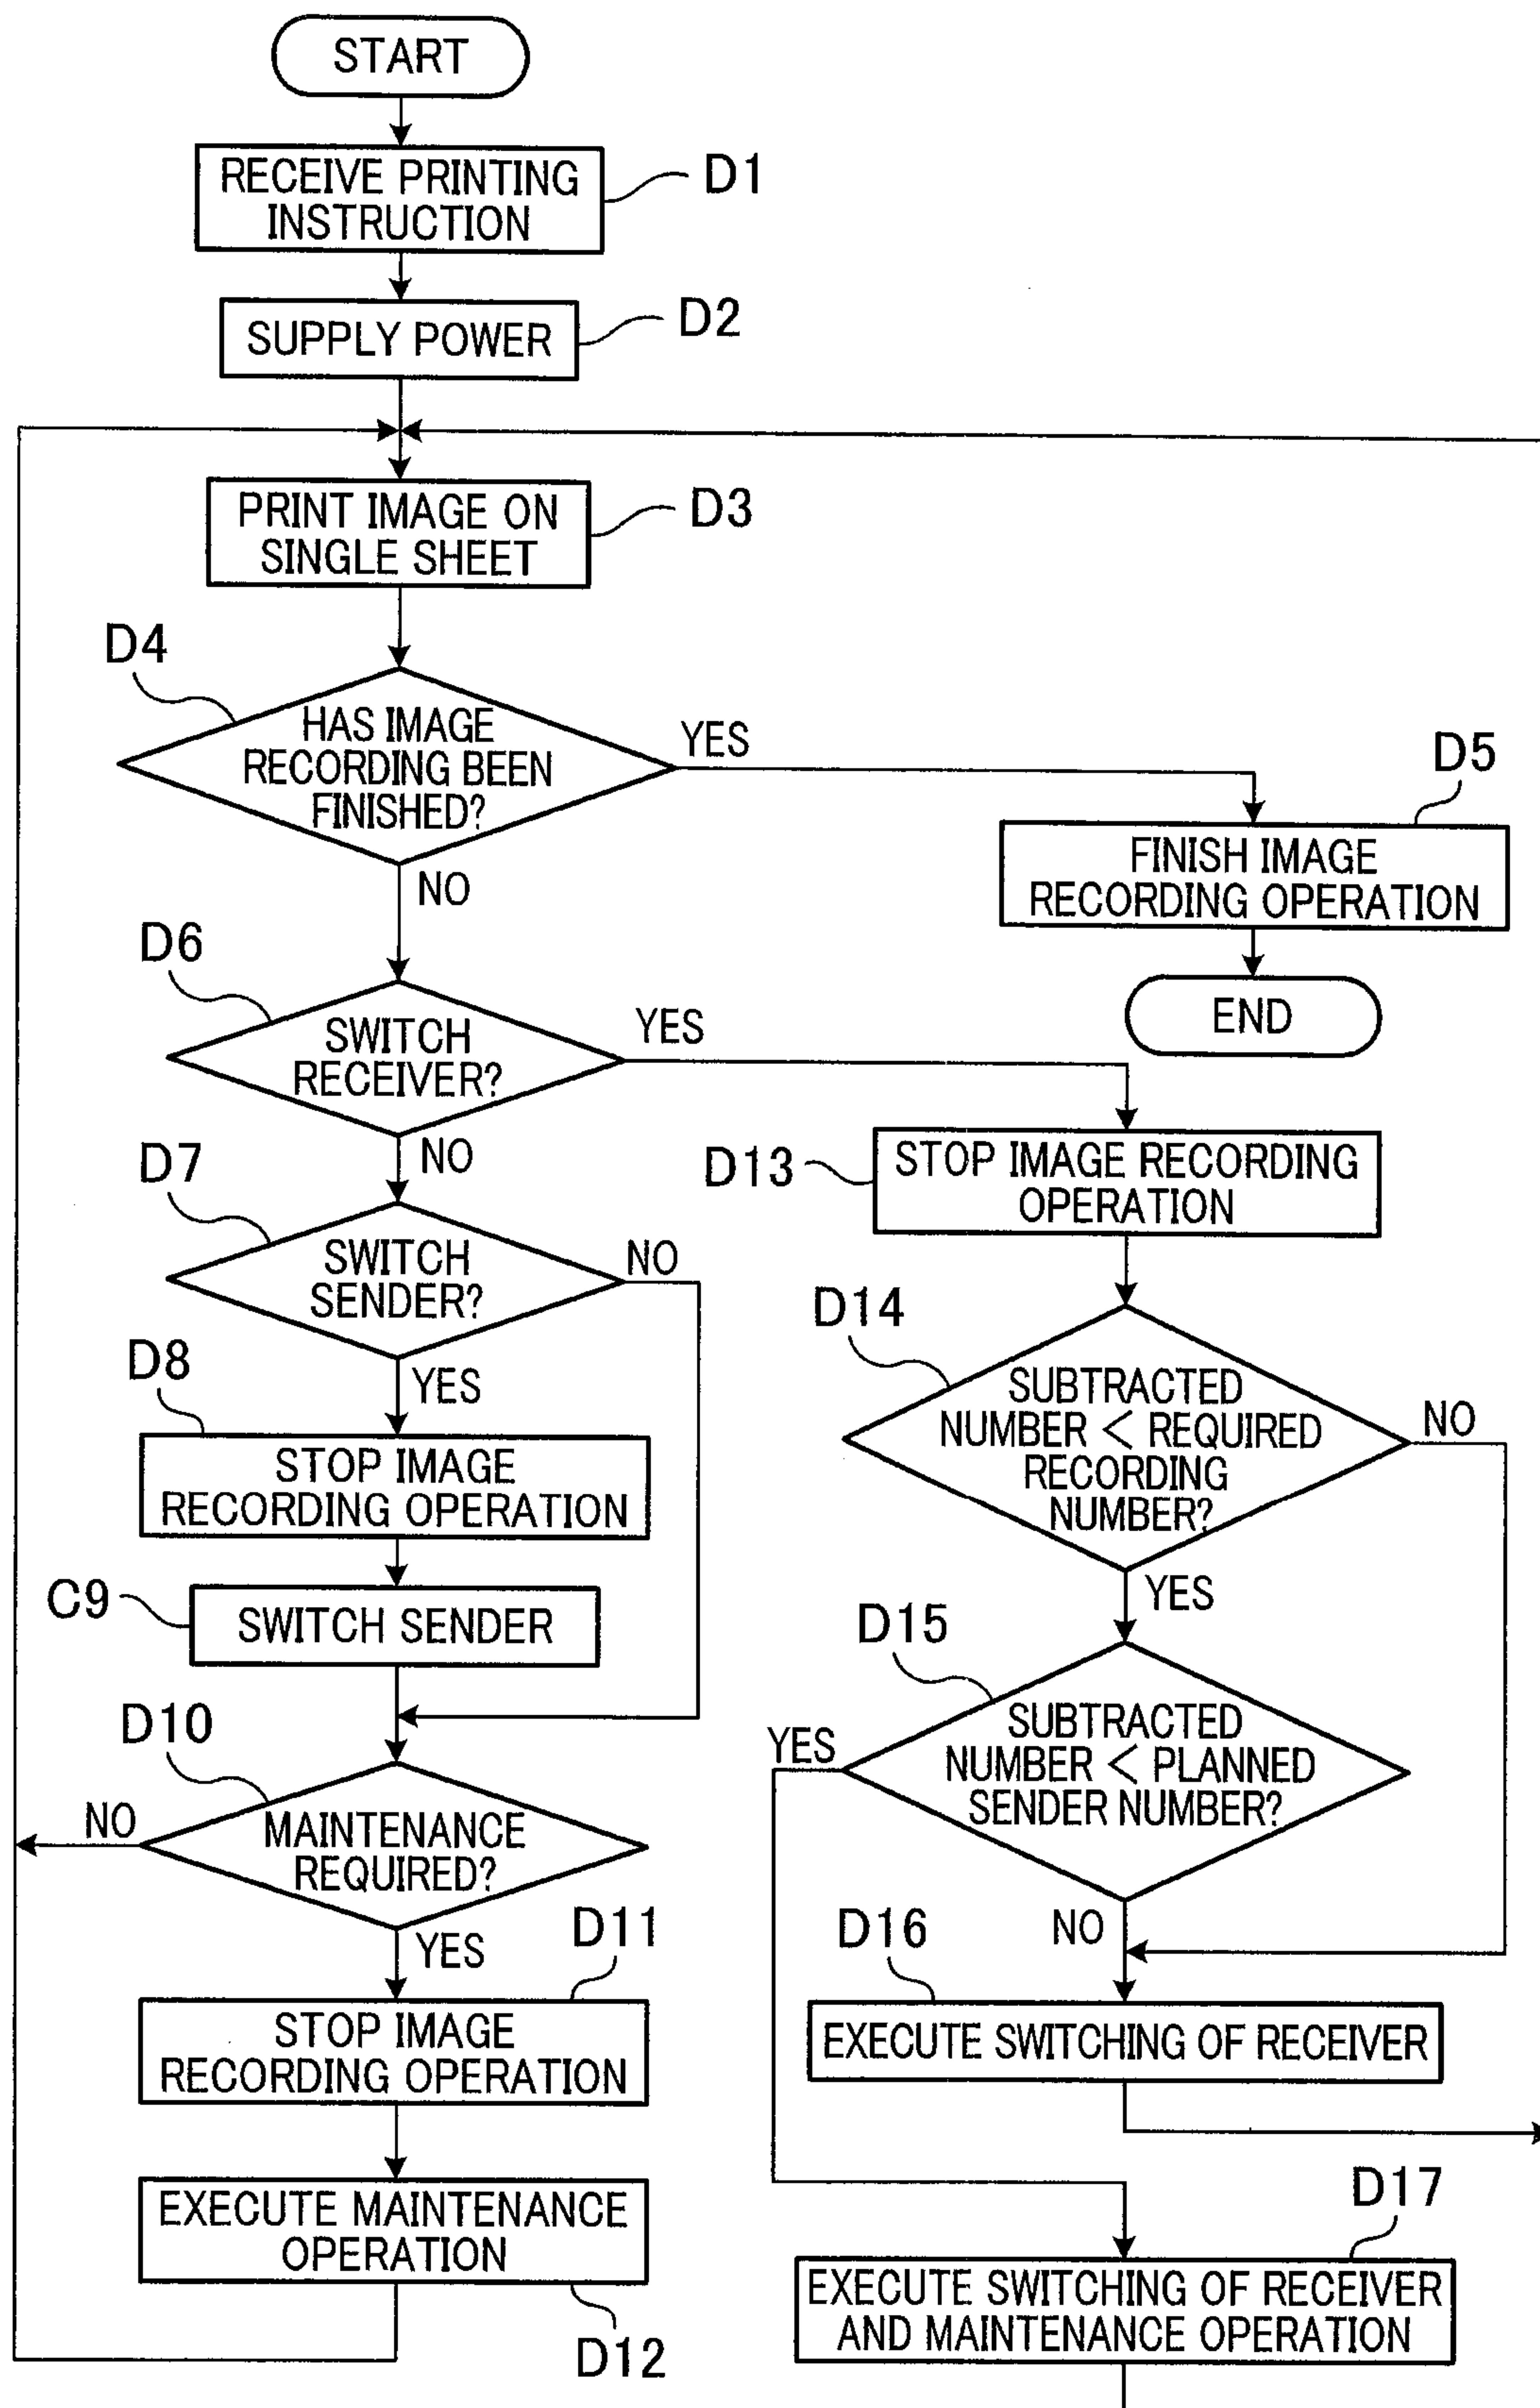 START
RECEIVE PRINTING
INSTRUCTION
D1
SUPPLY POWER
D2
PRINT IMAGE ON
SINGLE SHEET
D3
D4
HAS IMAGE
RECORDING BEEN
FINISHED?
YES
NO
D5
FINISH IMAGE
RECORDING OPERATION
END
D6
SWITCH
RECEIVER?
YES
NO
D7
SWITCH
SENDER?
NO
YES
D8
STOP IMAGE
RECORDING OPERATION
C9
SWITCH SENDER
D10
MAINTENANCE
REQUIRED?
NO
YES
D11
STOP IMAGE
RECORDING OPERATION
EXECUTE MAINTENANCE
OPERATION
D12
D13
STOP IMAGE RECORDING
OPERATION
D14
SUBTRACTED
NUMBER < REQUIRED
RECORDING
NUMBER?
NO
YES
D15
SUBTRACTED
NUMBER < PLANNED
SENDER NUMBER?
YES
NO
D16
EXECUTE SWITCHING OF RECEIVER
D17
EXECUTE SWITCHING OF RECEIVER
AND MAINTENANCE OPERATION